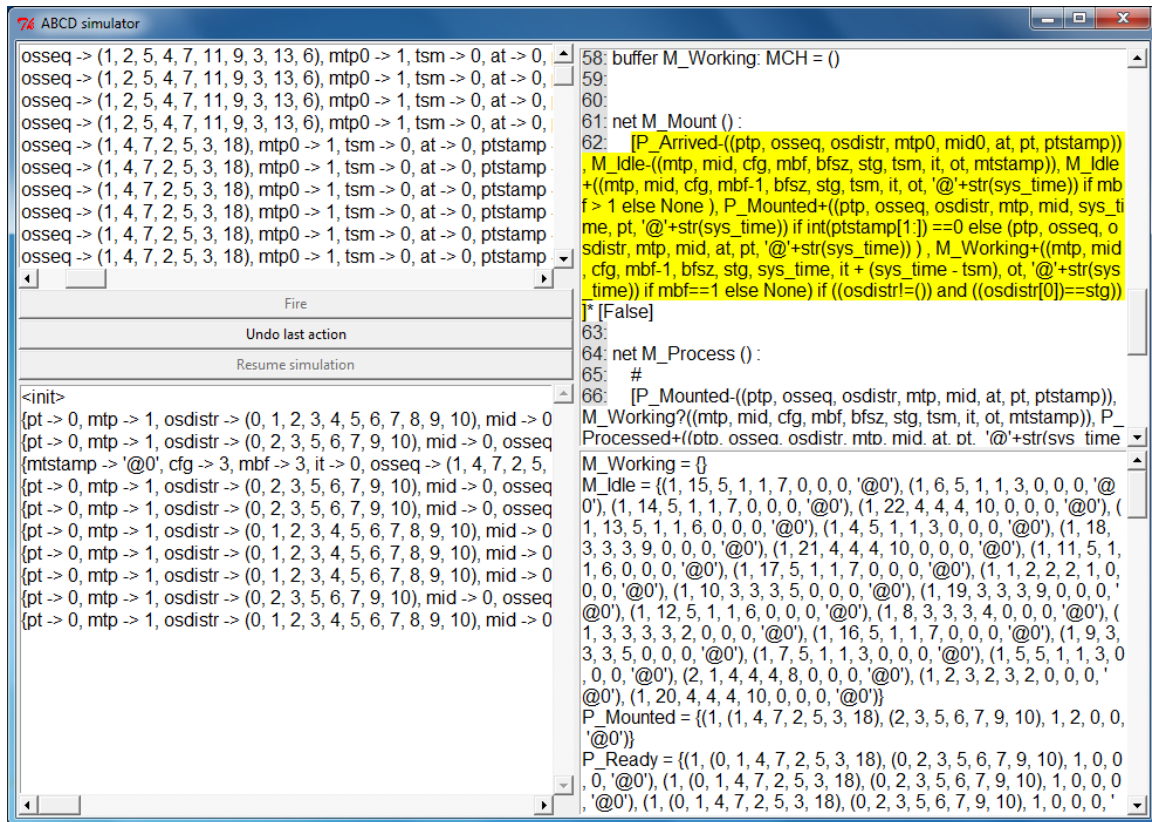 ABCD simulator
osseq -> (1, 2, 5, 4, 7, 11, 9, 3, 13, 6), mtp0 -> 1, tsm -> 0, at -> 0,
osseq -> (1, 2, 5, 4, 7, 11, 9, 3, 13, 6), mtp0 -> 1, tsm -> 0, at -> 0,
osseq -> (1, 2, 5, 4, 7, 11, 9, 3, 13, 6), mtp0 -> 1, tsm -> 0, at -> 0,
osseq -> (1, 2, 5, 4, 7, 11, 9, 3, 13, 6), mtp0 -> 1, tsm -> 0, at -> 0,
osseq -> (1, 4, 7, 2, 5, 3, 18), mtp0 -> 1, tsm -> 0, at -> 0, ptstamp -
osseq -> (1, 4, 7, 2, 5, 3, 18), mtp0 -> 1, tsm -> 0, at -> 0, ptstamp -
osseq -> (1, 4, 7, 2, 5, 3, 18), mtp0 -> 1, tsm -> 0, at -> 0, ptstamp -
osseq -> (1, 4, 7, 2, 5, 3, 18), mtp0 -> 1, tsm -> 0, at -> 0, ptstamp -
osseq -> (1, 4, 7, 2, 5, 3, 18), mtp0 -> 1, tsm -> 0, at -> 0, ptstamp -
osseq -> (1, 4, 7, 2, 5, 3, 18), mtp0 -> 1, tsm -> 0, at -> 0, ptstamp -
Fire
Undo last action
Resume simulation
<init>
{pt -> 0, mtp -> 1, osdistr -> (0, 1, 2, 3, 4, 5, 6, 7, 8, 9, 10), mid -> 0
{pt -> 0, mtp -> 1, osdistr -> (0, 2, 3, 5, 6, 7, 9, 10), mid -> 0, osseq
{mtstamp -> '@0', cfg -> 3, mbf -> 3, it -> 0, osseq -> (1, 4, 7, 2, 5,
{pt -> 0, mtp -> 1, osdistr -> (0, 2, 3, 5, 6, 7, 9, 10), mid -> 0, osseq
{pt -> 0, mtp -> 1, osdistr -> (0, 2, 3, 5, 6, 7, 9, 10), mid -> 0, osseq
{pt -> 0, mtp -> 1, osdistr -> (0, 1, 2, 3, 4, 5, 6, 7, 8, 9, 10), mid -> 0
{pt -> 0, mtp -> 1, osdistr -> (0, 1, 2, 3, 4, 5, 6, 7, 8, 9, 10), mid -> 0
{pt -> 0, mtp -> 1, osdistr -> (0, 1, 2, 3, 4, 5, 6, 7, 8, 9, 10), mid -> 0
{pt -> 0, mtp -> 1, osdistr -> (0, 2, 3, 5, 6, 7, 9, 10), mid -> 0, osseq
{pt -> 0, mtp -> 1, osdistr -> (0, 1, 2, 3, 4, 5, 6, 7, 8, 9, 10), mid -> 0
58: buffer M_Working: MCH = ()
59:
60:
61: net M_Mount () :
62: [P_Arrived-((ptp, osseq, osdistr, mtp0, mid0, at, pt, ptstamp))
, M_Idle-((mtp, mid, cfg, mbf, bfsz, stg, tsm, it, ot, mtstamp)), M_Idle
+((mtp, mid, cfg, mbf-1, bfsz, stg, tsm, it, ot, '@'+str(sys_time)) if mb
f > 1 else None ), P_Mounted+((ptp, osseq, osdistr, mtp, mid, sys_ti
me, pt, '@'+str(sys_time)) if int(ptstamp[1:]) ==0 else (ptp, osseq, o
sdistr, mtp, mid, at, pt, '@'+str(sys_time)) ) , M_Working+((mtp, mid
, cfg, mbf-1, bfsz, stg, sys_time, it + (sys_time - tsm), ot, '@'+str(sys
_time)) if mbf==1 else None) if ((osdistr!=()) and ((osdistr[0])==stg))
]* [False]
63:
64: net M_Process () :
65: #
66: [P_Mounted-((ptp, osseq, osdistr, mtp, mid, at, pt, ptstamp)),
M_Working?((mtp, mid, cfg, mbf, bfsz, stg, tsm, it, ot, mtstamp)), P_
Processed+((ptp, osseq, osdistr, mtp, mid, at, pt, '@'+str(sys_time
M_Working = {}
M_Idle = {(1, 15, 5, 1, 1, 7, 0, 0, 0, '@0'), (1, 6, 5, 1, 1, 3, 0, 0, 0, '@
0'), (1, 14, 5, 1, 1, 7, 0, 0, 0, '@0'), (1, 22, 4, 4, 4, 10, 0, 0, 0, '@0'), (
1, 13, 5, 1, 1, 6, 0, 0, 0, '@0'), (1, 4, 5, 1, 1, 3, 0, 0, 0, '@0'), (1, 18,
3, 3, 3, 9, 0, 0, 0, '@0'), (1, 21, 4, 4, 4, 10, 0, 0, 0, '@0'), (1, 11, 5, 1,
1, 6, 0, 0, 0, '@0'), (1, 17, 5, 1, 1, 7, 0, 0, 0, '@0'), (1, 1, 2, 2, 2, 1, 0,
0, 0, '@0'), (1, 10, 3, 3, 3, 5, 0, 0, 0, '@0'), (1, 19, 3, 3, 3, 9, 0, 0, 0, '
@0'), (1, 12, 5, 1, 1, 6, 0, 0, 0, '@0'), (1, 8, 3, 3, 3, 4, 0, 0, 0, '@0'), (
1, 3, 3, 3, 3, 2, 0, 0, 0, '@0'), (1, 16, 5, 1, 1, 7, 0, 0, 0, '@0'), (1, 9, 3,
3, 3, 5, 0, 0, 0, '@0'), (1, 7, 5, 1, 1, 3, 0, 0, 0, '@0'), (1, 5, 5, 1, 1, 3, 0
, 0, 0, '@0'), (2, 1, 4, 4, 4, 8, 0, 0, 0, '@0'), (1, 2, 3, 2, 3, 2, 0, 0, 0, '
@0'), (1, 20, 4, 4, 4, 10, 0, 0, 0, '@0')}
P_Mounted = {(1, (1, 4, 7, 2, 5, 3, 18), (2, 3, 5, 6, 7, 9, 10), 1, 2, 0, 0,
'@0')}
P_Ready = {(1, (0, 1, 4, 7, 2, 5, 3, 18), (0, 2, 3, 5, 6, 7, 9, 10), 1, 0, 0
, 0, '@0'), (1, (0, 1, 4, 7, 2, 5, 3, 18), (0, 2, 3, 5, 6, 7, 9, 10), 1, 0, 0, 0
, '@0'), (1, (0, 1, 4, 7, 2, 5, 3, 18), (0, 2, 3, 5, 6, 7, 9, 10), 1, 0, 0, 0, '